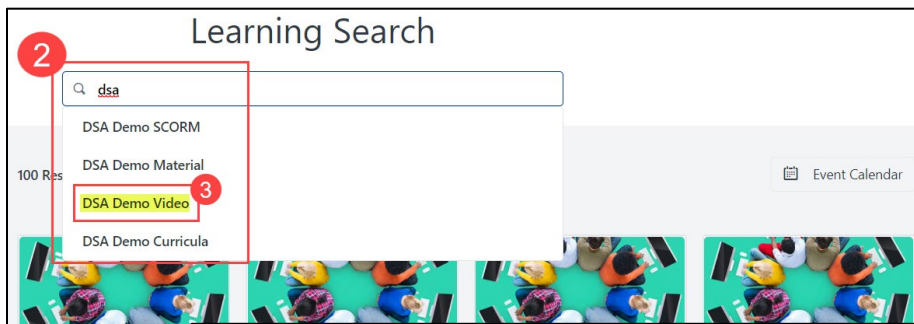 Learning Search
2
dsa
DSA Demo SCORM
DSA Demo Material
100 Res
Event Calendar
3
DSA Demo Video
DSA Demo Curricula